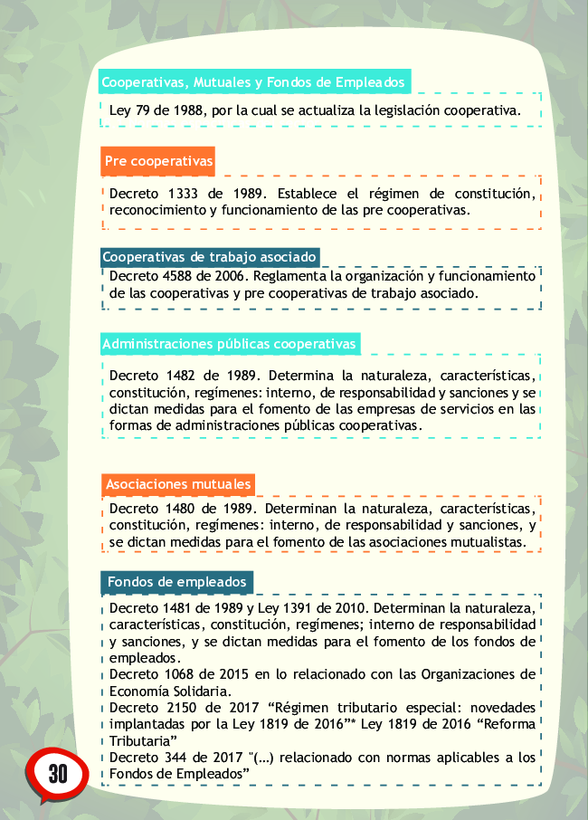 Cooperativas, Mutuales y Fondos de Empleados
Ley 79 de 1988, por la cual se actualiza la legislación cooperativa.
Pre cooperativas
Decreto 1333 de 1989. Establece el régimen de constitución,
reconocimiento y funcionamiento de las pre cooperativas.
Cooperativas de trabajo asociado
Decreto 4588 de 2006. Reglamenta la organización y funcionamiento
de las cooperativas y pre cooperativas de trabajo asociado.
Administraciones públicas cooperativas
Decreto 1482 de 1989. Determina la naturaleza, características,
constitución, regímenes: interno, de responsabilidad y sanciones y se
dictan medidas para el fomento de las empresas de servicios en las
formas de administraciones públicas cooperativas.
Asociaciones mutuales
Decreto 1480 de 1989. Determinan la naturaleza, características,
constitución, regímenes: interno, de responsabilidad y sanciones, y
se dictan medidas para el fomento de las asociaciones mutualistas.
Fondos de empleados
Decreto 1481 de 1989 y Ley 1391 de 2010. Determinan la naturaleza,
características, constitución, regímenes; interno de responsabilidad
y sanciones, y se dictan medidas para el fomento de los fondos de
empleados.
Decreto 1068 de 2015 en lo relacionado con las Organizaciones de
Economía Solidaria.
Decreto 2150 de 2017 “Régimen tributario especial: novedades
implantadas por la Ley 1819 de 2016”* Ley 1819 de 2016 “Reforma
Tributaria”
Decreto 344 de 2017 "(...) relacionado con normas aplicables a los
Fondos de Empleados”
30